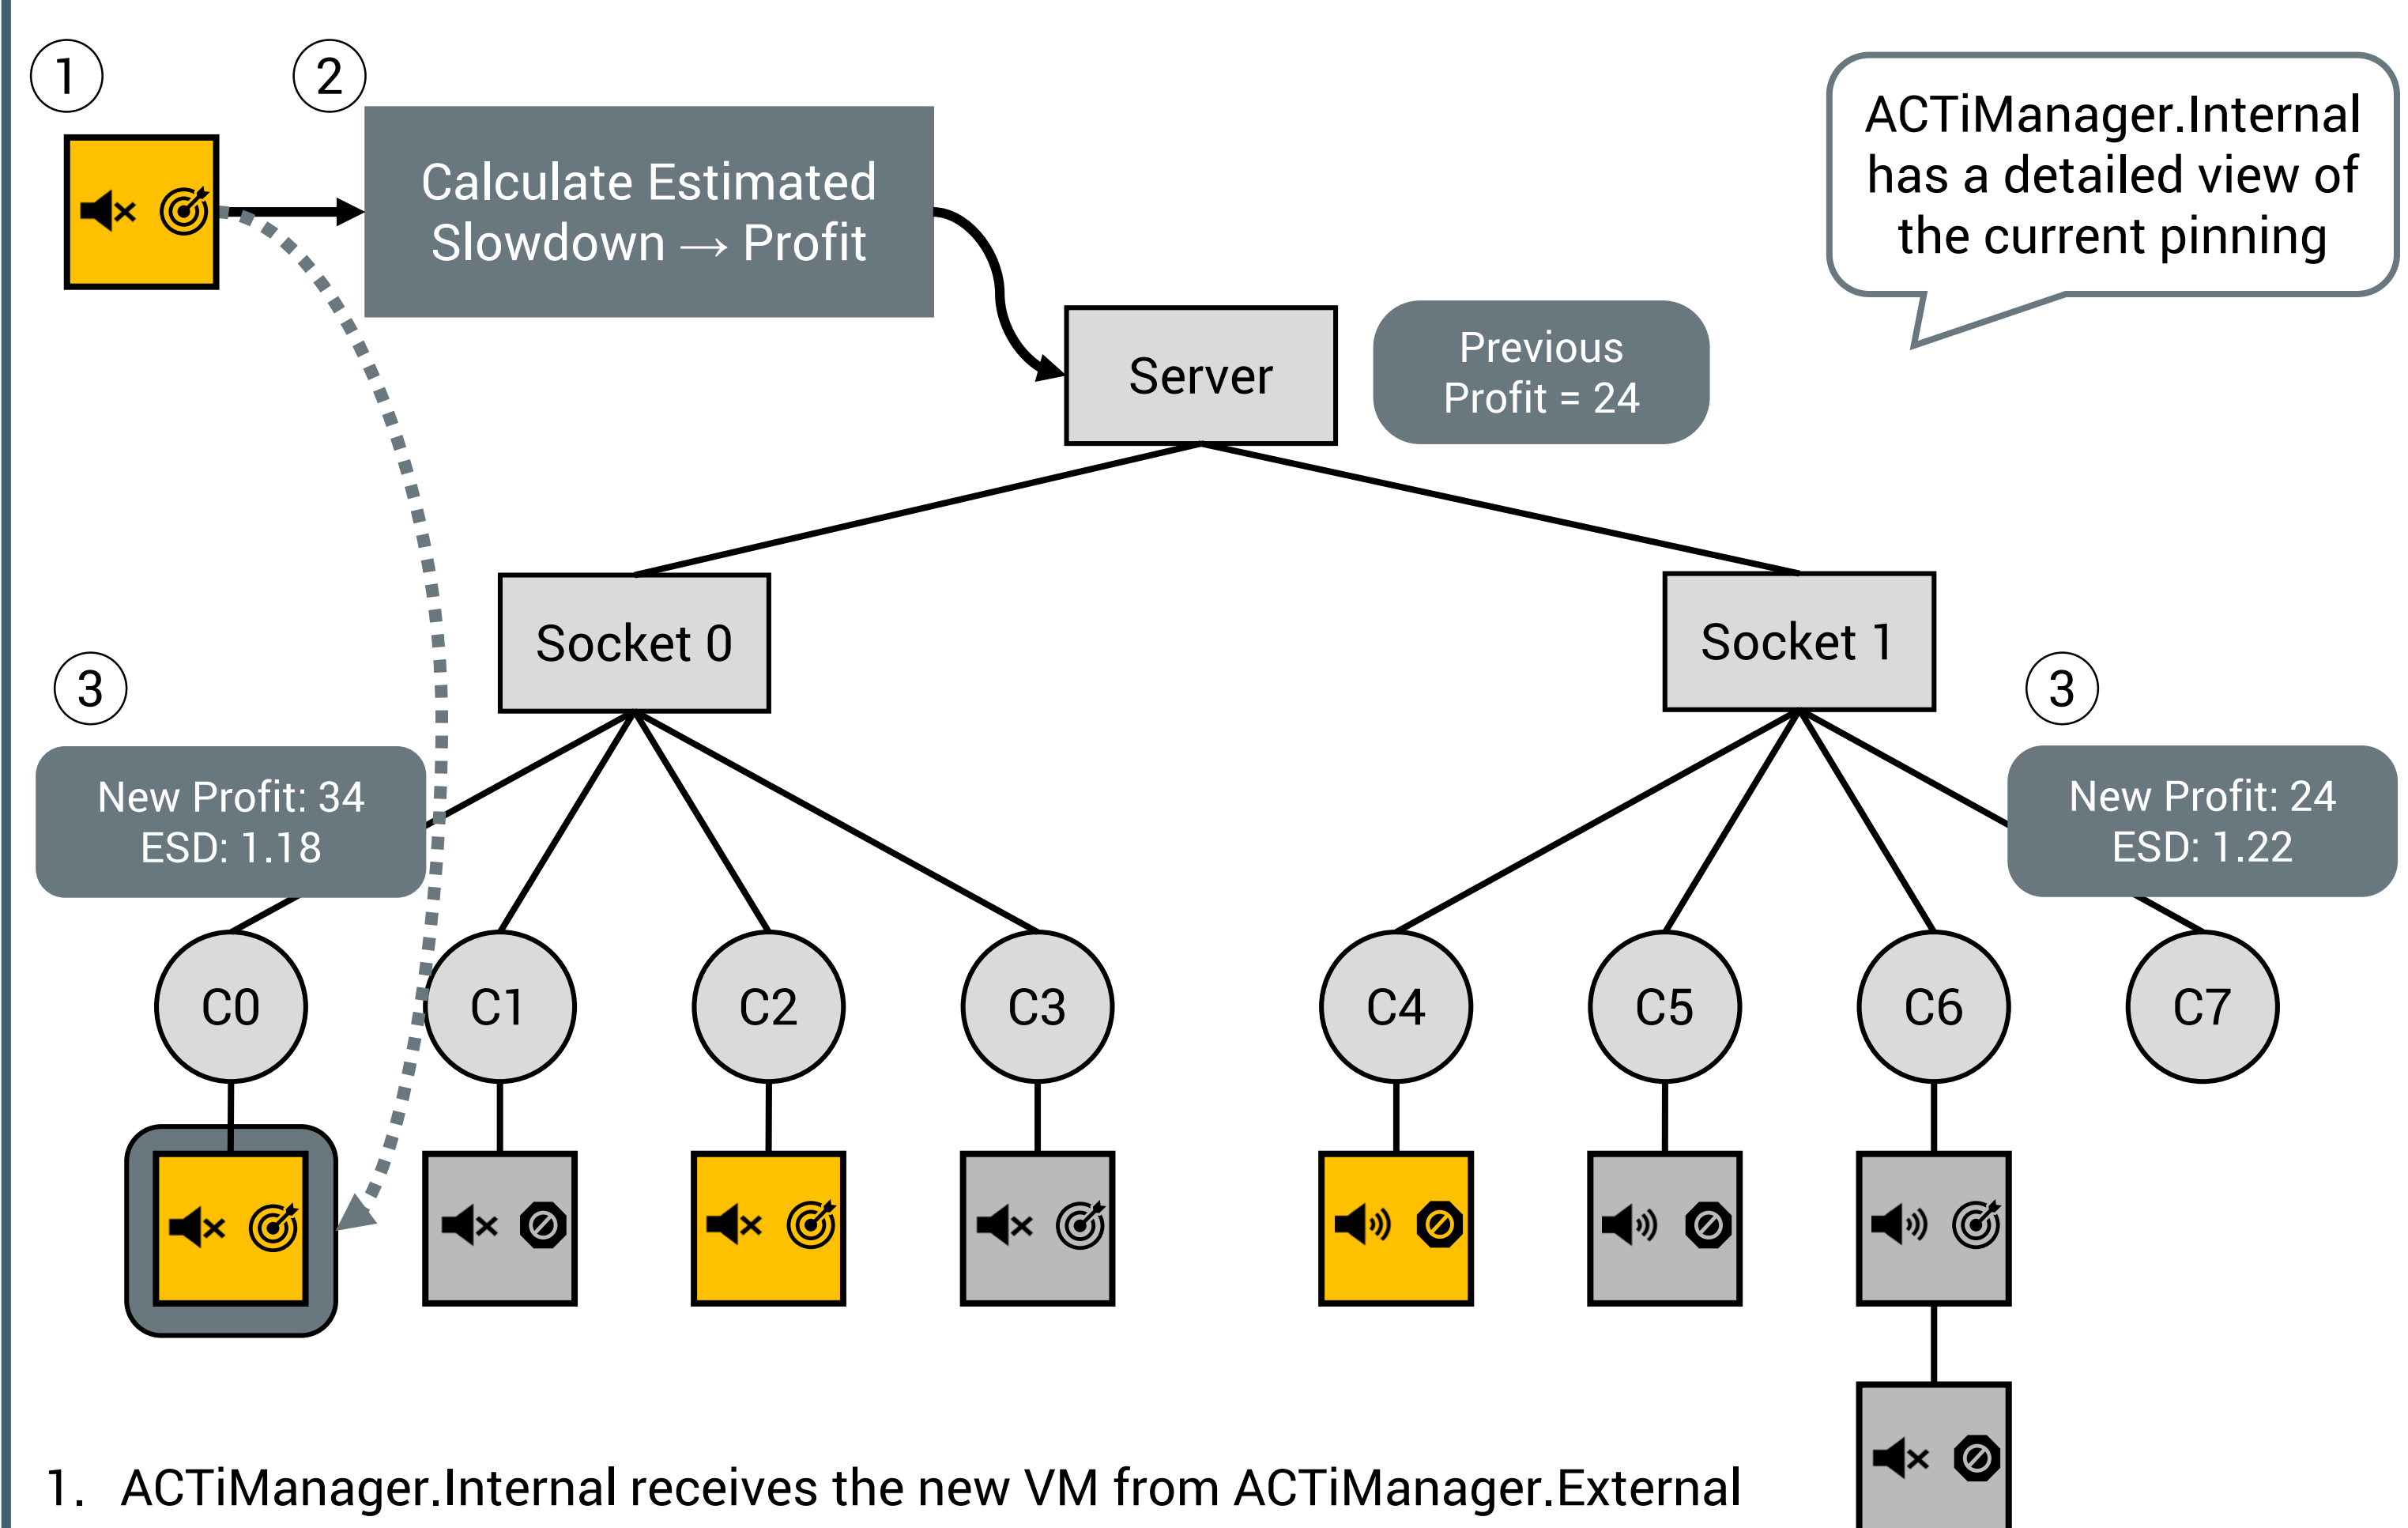 1
2
Calculate Estimated
Slowdown → Profit
ACTiManager.Internal
has a detailed view of
the current pinning
Server
Previous
Profit = 24
Socket 0
Socket 1
3
3
New Profit: 34
ESD: 1.18
New Profit: 24
ESD: 1.22
C0
C1
C2
C3
C4
C5
C6
C7
1. ACTiManager.Internal receives the new VM from ACTiManager.External